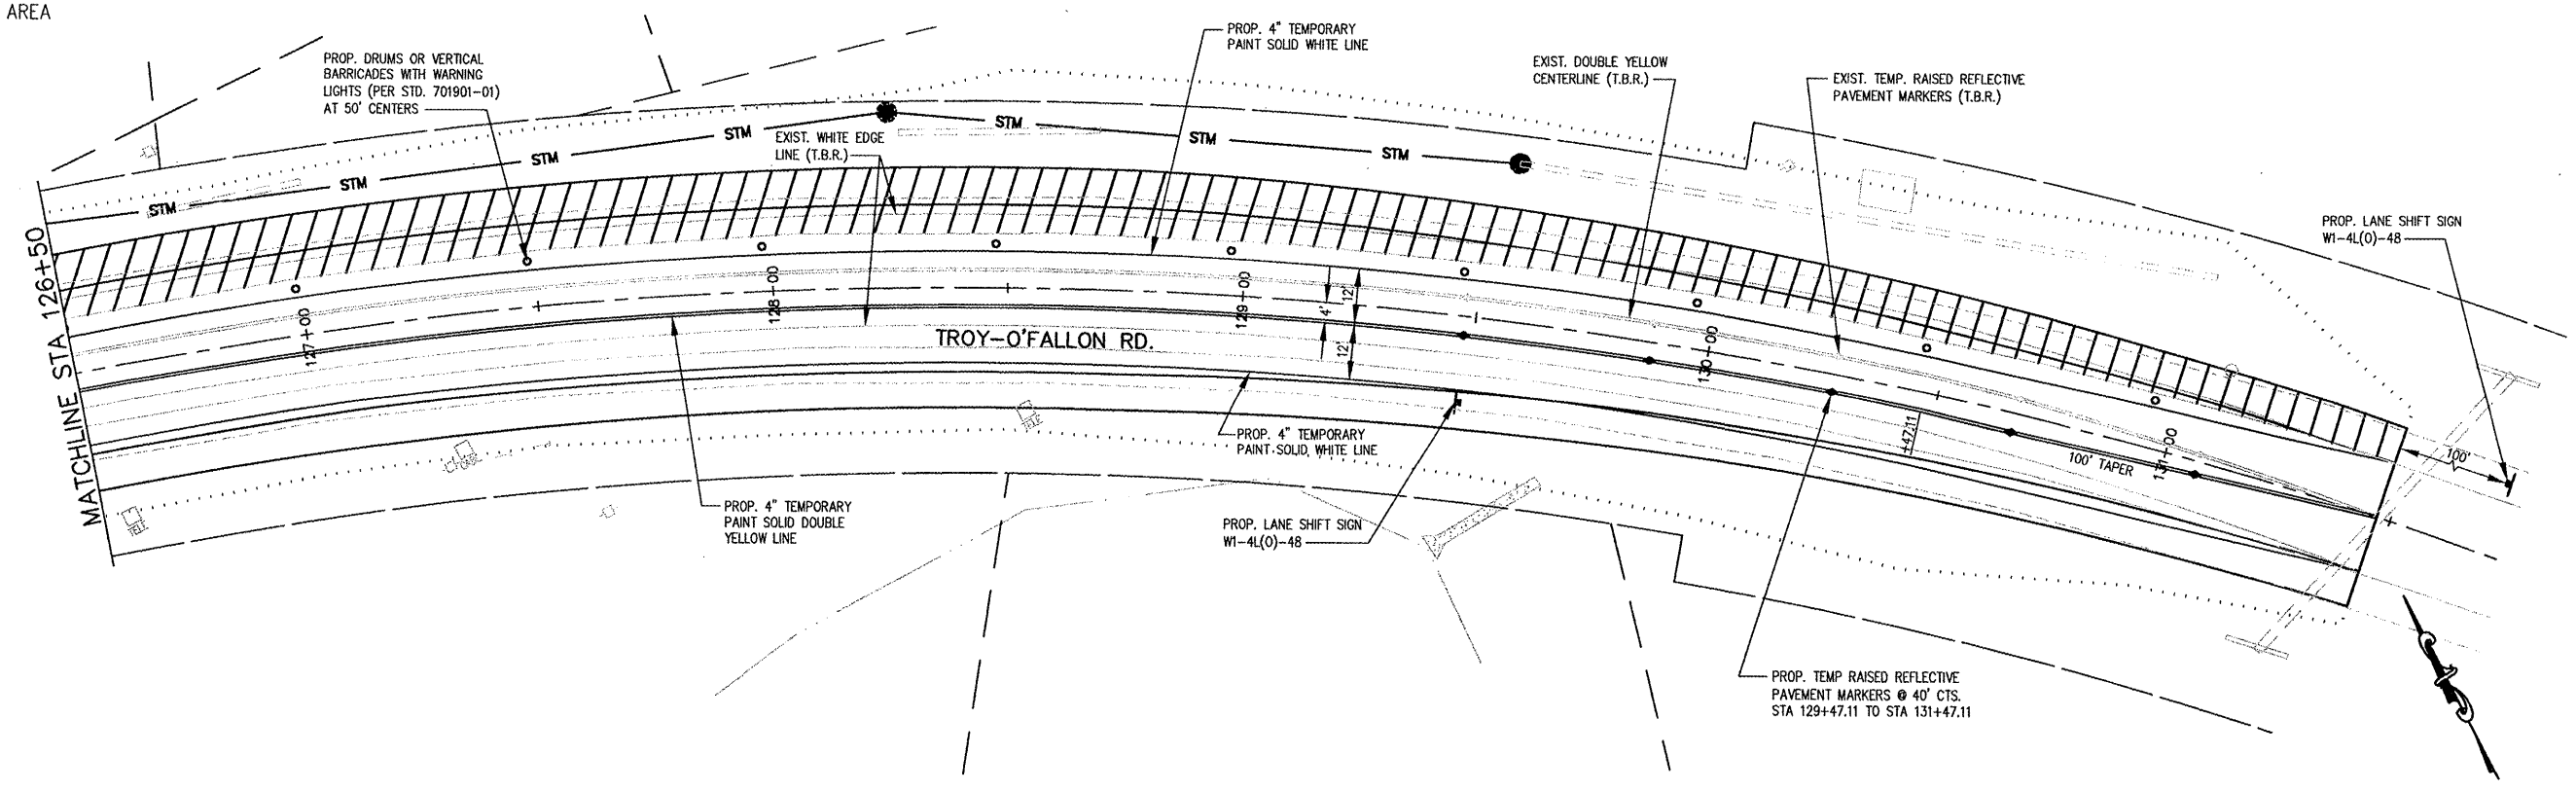 AREA
PROP. DRUMS OR VERTICAL
BARRICADES WITH WARNING
LIGHTS (PER STD. 701901-01)
AT 50' CENTERS
PROP. 4" TEMPORARY
PAINT SOLID WHITE LINE
EXIST. DOUBLE YELLOW
CENTERLINE (T.B.R.)
EXIST. TEMP. RAISED REFLECTIVE
PAVEMENT MARKERS (T.B.R.)
EXIST. WHITE EDGE
LINE (T.B.R.)
STM
STM
STM
STM
STM
STM
STM
PROP. LANE SHIFT SIGN
W1-4L(O)-48
MATCHLINE STA 126+50
127+00
128+00
129+00
130+00
131+00
4'
12'
12'
TROY-O'FALLON RD.
+47.11
100' TAPER
100'
PROP. 4" TEMPORARY
PAINT SOLID WHITE LINE
PROP. 4" TEMPORARY
PAINT SOLID DOUBLE
YELLOW LINE
PROP. LANE SHIFT SIGN
W1-4L(O)-48
PROP. TEMP RAISED REFLECTIVE
PAVEMENT MARKERS @ 40' CTS.
STA 129+47.11 TO STA 131+47.11